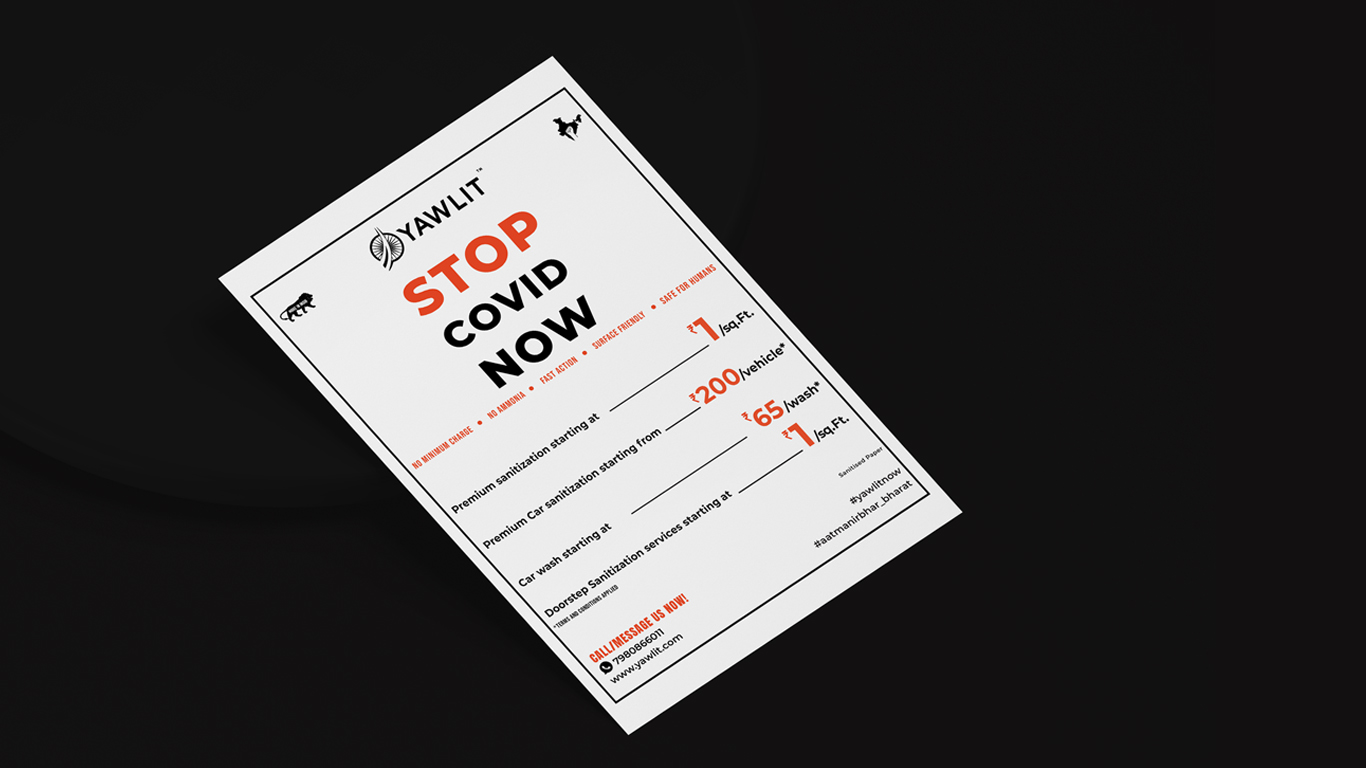 YAWLIT™
STOP
COVID
NOW
NO MINIMUM CHARGE • NO AMMONIA • FAST ACTION • SURFACE FRIENDLY • SAFE FOR HUMANS
Premium sanitization starting at ₹1/sq.Ft.
Premium Car sanitization starting from ₹200/vehicle*
Car wash starting at ₹65/wash*
Doorstep Sanitization services starting at ₹1/sq.Ft.
*TERMS AND CONDITIONS APPLIED
Sanitised Paper
CALL/MESSAGE US NOW!
7980866011
www.yawlit.com
#yawlitnow
#aatmanirbhar_bharat